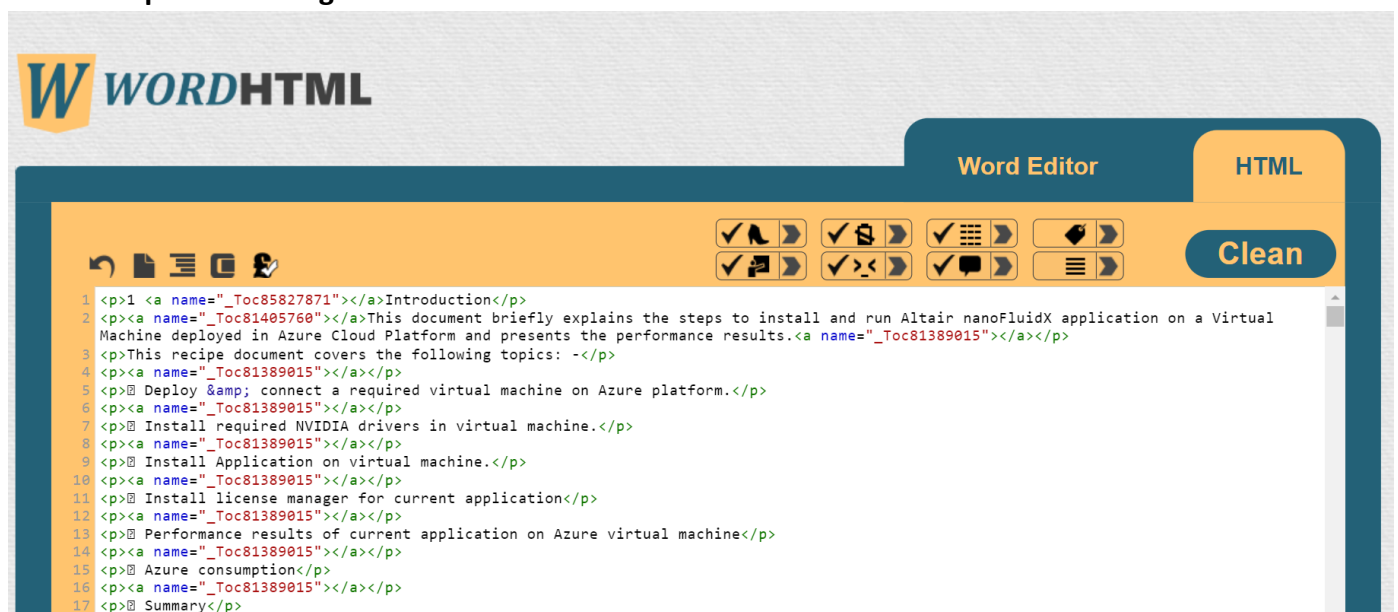 W WORDHTML
Word Editor HTML
Clean
1 <p>1 <a name="_Toc85827871"></a>Introduction</p>
2 <p><a name="_Toc81405760"></a>This document briefly explains the steps to install and run Altair nanoFluidX application on a Virtual
Machine deployed in Azure Cloud Platform and presents the performance results.<a name="_Toc81389015"></a></p>
3 <p>This recipe document covers the following topics: -</p>
4 <p><a name="_Toc81389015"></a></p>
5 <p> Deploy &amp; connect a required virtual machine on Azure platform.</p>
6 <p><a name="_Toc81389015"></a></p>
7 <p> Install required NVIDIA drivers in virtual machine.</p>
8 <p><a name="_Toc81389015"></a></p>
9 <p> Install Application on virtual machine.</p>
10 <p><a name="_Toc81389015"></a></p>
11 <p> Install license manager for current application</p>
12 <p><a name="_Toc81389015"></a></p>
13 <p> Performance results of current application on Azure virtual machine</p>
14 <p><a name="_Toc81389015"></a></p>
15 <p> Azure consumption</p>
16 <p><a name="_Toc81389015"></a></p>
17 <p> Summary</p>